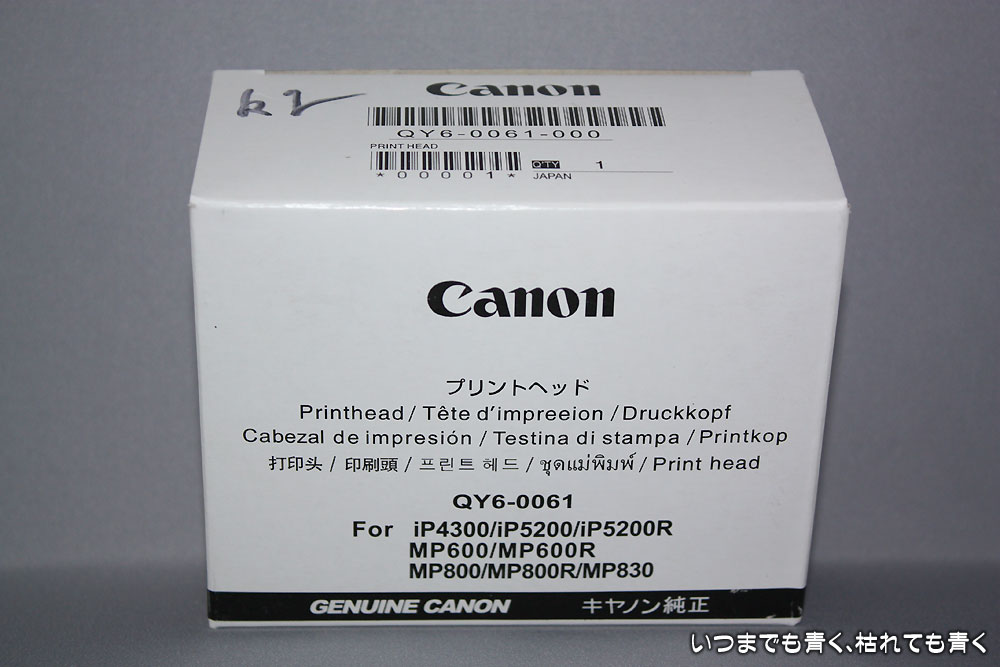 Canon
QY6-0061-000
PRINT HEAD
*00001*
Q'TY 1
JAPAN
Canon
プリントヘッド
Printhead / Tête d'impreeion / Druckkopf
Cabezal de impresión / Testina di stampa / Printkop
打印头 / 印刷頭 / 프린트 헤드 / ชุดแม่พิมพ์ / Print head
QY6-0061
For iP4300/iP5200/iP5200R
MP600/MP600R
MP800/MP800R/MP830
GENUINE CANON キヤノン純正
いつまでも青く、枯れても青く